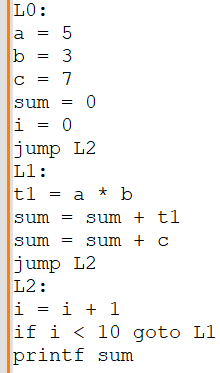 L0:
a = 5
b = 3
c = 7
sum = 0
i = 0
jump L2
L1:
t1 = a * b
sum = sum + t1
sum = sum + c
jump L2
L2:
i = i + 1
if i < 10 goto L1
printf sum